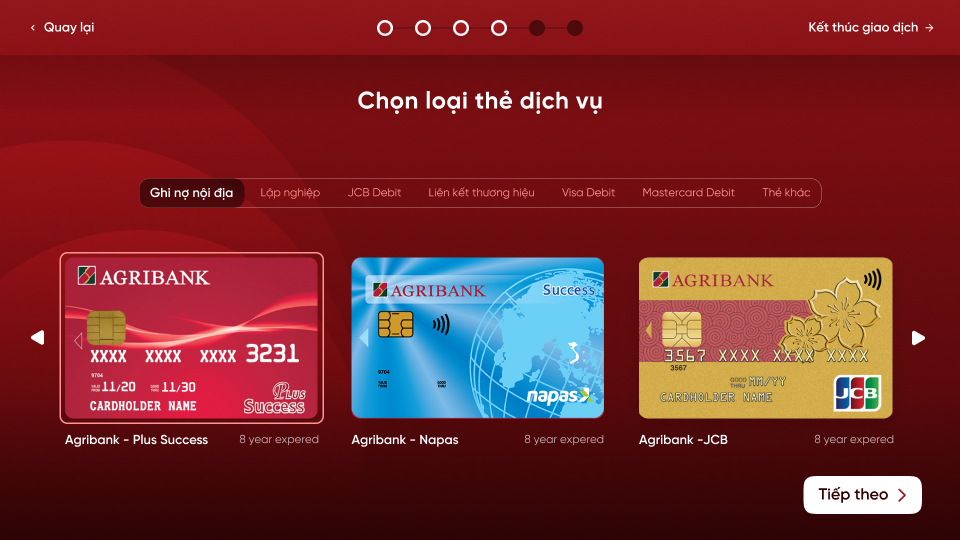 Quay lại
Kết thúc giao dịch
Chọn loại thẻ dịch vụ
Ghi nợ nội địa
Lập nghiệp
JCB Debit
Liên kết thương hiệu
Visa Debit
Mastercard Debit
Thẻ khác
AGRIBANK
XXXX XXXX XXXX 3231
9704
VALID FROM 11/20 GOOD THRU 11/30
CARDHOLDER NAME
Plus Success
AGRIBANK
Success
9704
VALID FROM GOOD THRU
napas
AGRIBANK
3567 XXXX XXXX XXXX
3567
GOOD THRU MM/YY
CARDHOLDER NAME
JCB
Agribank - Plus Success
8 year expered
Agribank - Napas
8 year expered
Agribank -JCB
8 year expered
Tiếp theo